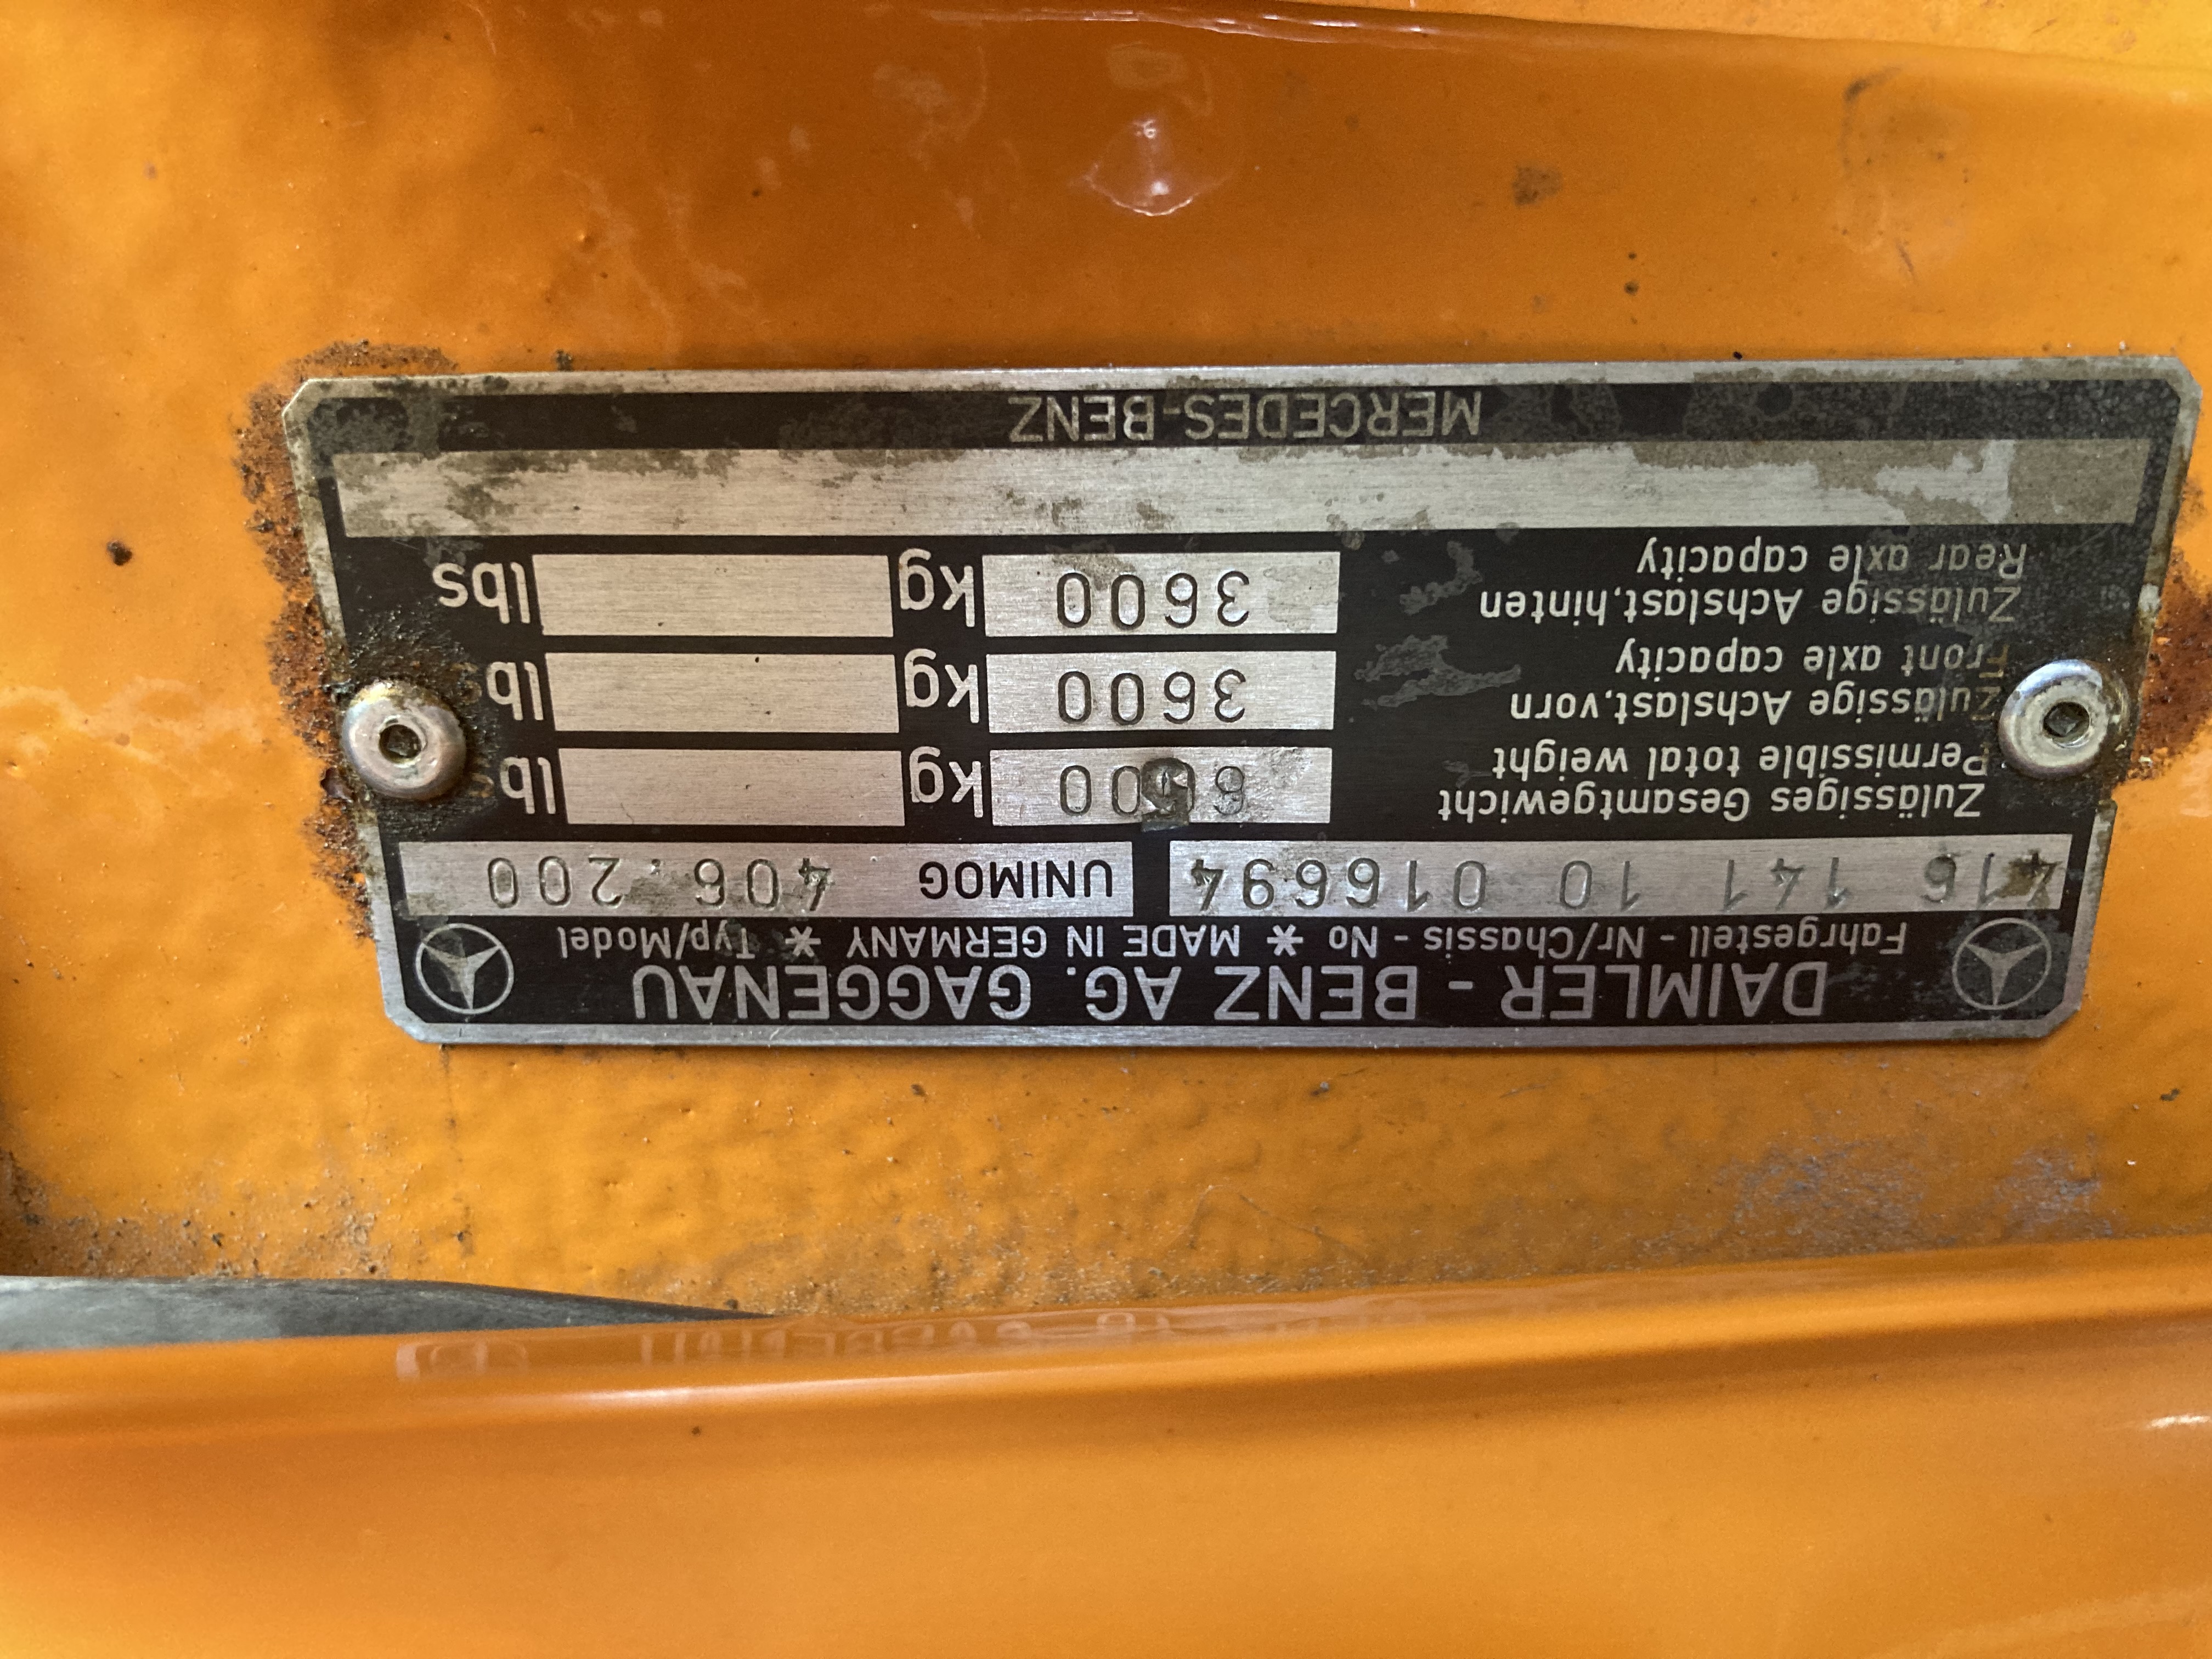 DAIMLER - BENZ AG. GAGGENAU
Fahrgestell - Nr/Chassis - No * MADE IN GERMANY * Typ/Model
416 141 10 016694 UNIMOG 406.200
Zulässiges Gesamtgewicht
Permissible total weight kg lbs
Zulässige Achslast,vorn
Front axle capacity 3600 kg lbs
Zulässige Achslast,hinten
Rear axle capacity 3600 kg lbs
MERCEDES-BENZ